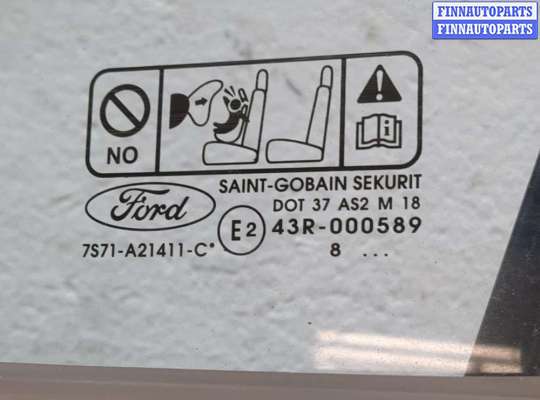 FINNAUTOPARTS
FINNAUTOPARTS
NO
Ford
SAINT-GOBAIN SEKURIT
DOT 37 AS2 M 18
E2 43R-000589
7S71-A21411-C*
8 ...